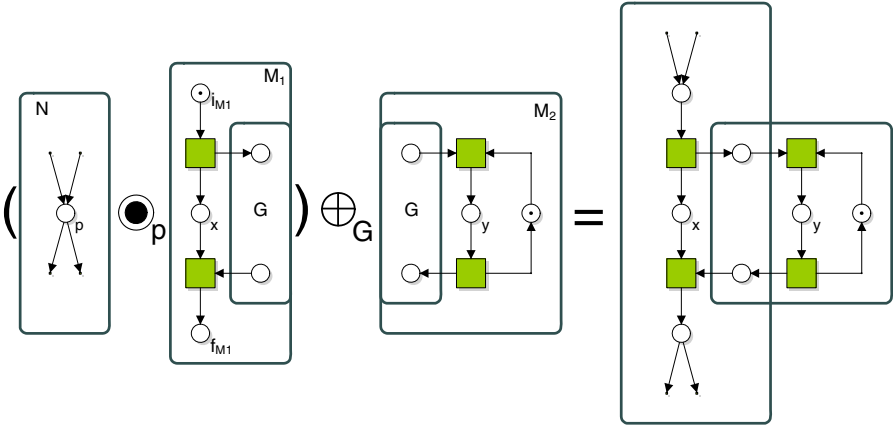 ( N p ⊙ p M1 iM1 x G fM1 ) ⊕ G M2 G y = x y